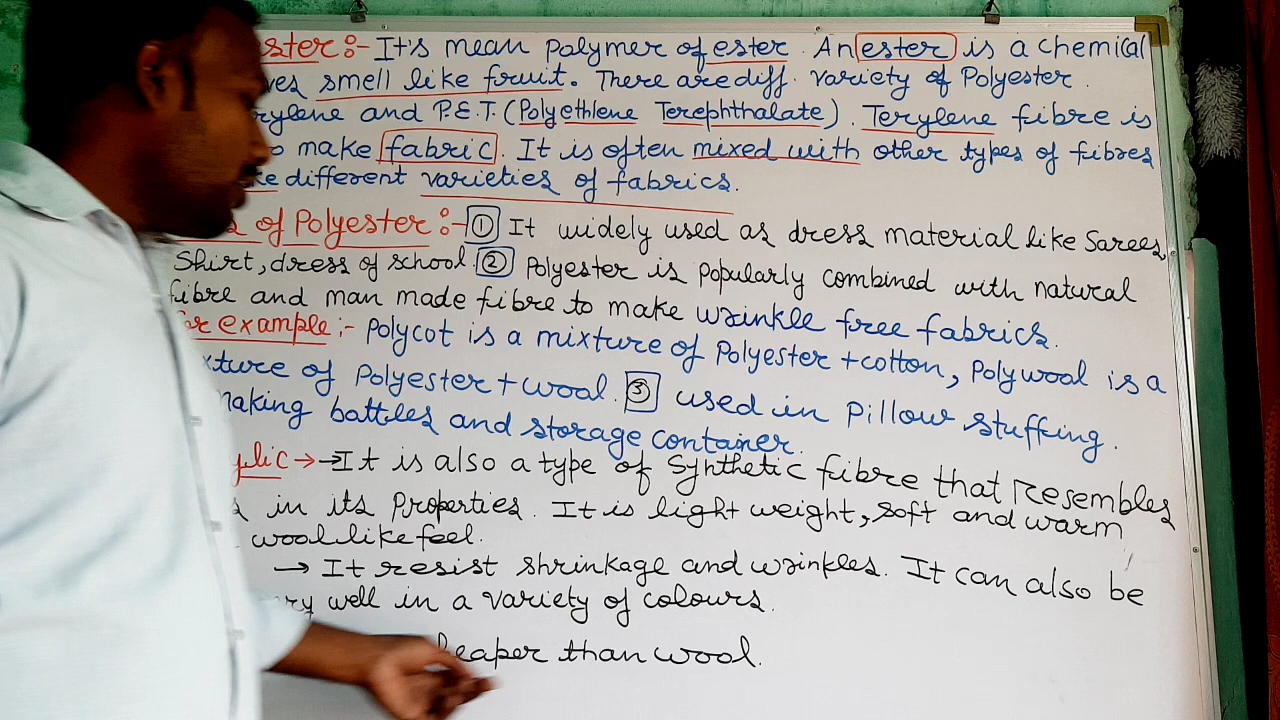 ster :- It's mean polymer of ester. An ester is a chemical
ves smell like fruit. There are diff. variety of Polyester.
rylene and P.E.T. (Polyethlene Terephthalate). Terylene fibre is
o make fabric. It is often mixed with other types of fibres
ke different varieties of fabrics.
s of Polyester :- ① It widely used as dress material like Sarees,
Shirt, dress of school. ② Polyester is popularly combined with natural
fibre and man made fibre to make wrinkle free fabrics.
for example :- Polycot is a mixture of Polyester + cotton, Polywool is a
xture of Polyester + wool. ③ used in Pillow stuffing.
making battles and storage container.
ylic → → It is also a type of Synthetic fibre that resembles
in its Properties. It is light weight, soft and warm
wool like feel.
→ It resist shrinkage and wrinkles. It can also be
ry well in a variety of colours.
heaper than wool.